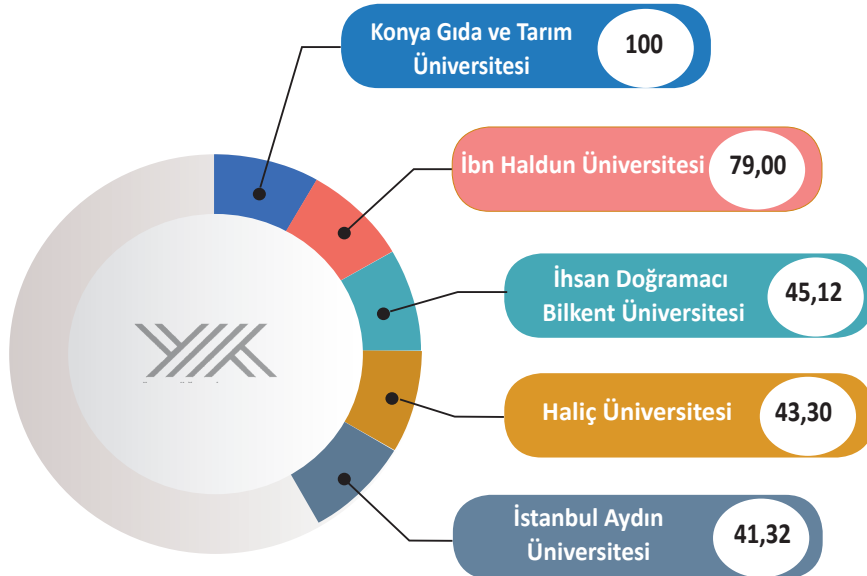 Konya Gıda ve Tarım
Üniversitesi
100
İbn Haldun Üniversitesi
79,00
İhsan Doğramacı
Bilkent Üniversitesi
45,12
Haliç Üniversitesi
43,30
İstanbul Aydın
Üniversitesi
41,32